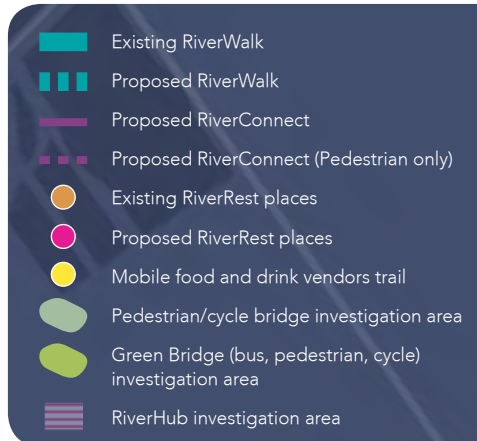 Existing RiverWalk
Proposed RiverWalk
Proposed RiverConnect
Proposed RiverConnect (Pedestrian only)
Existing RiverRest places
Proposed RiverRest places
Mobile food and drink vendors trail
Pedestrian/cycle bridge investigation area
Green Bridge (bus, pedestrian, cycle)
investigation area
RiverHub investigation area